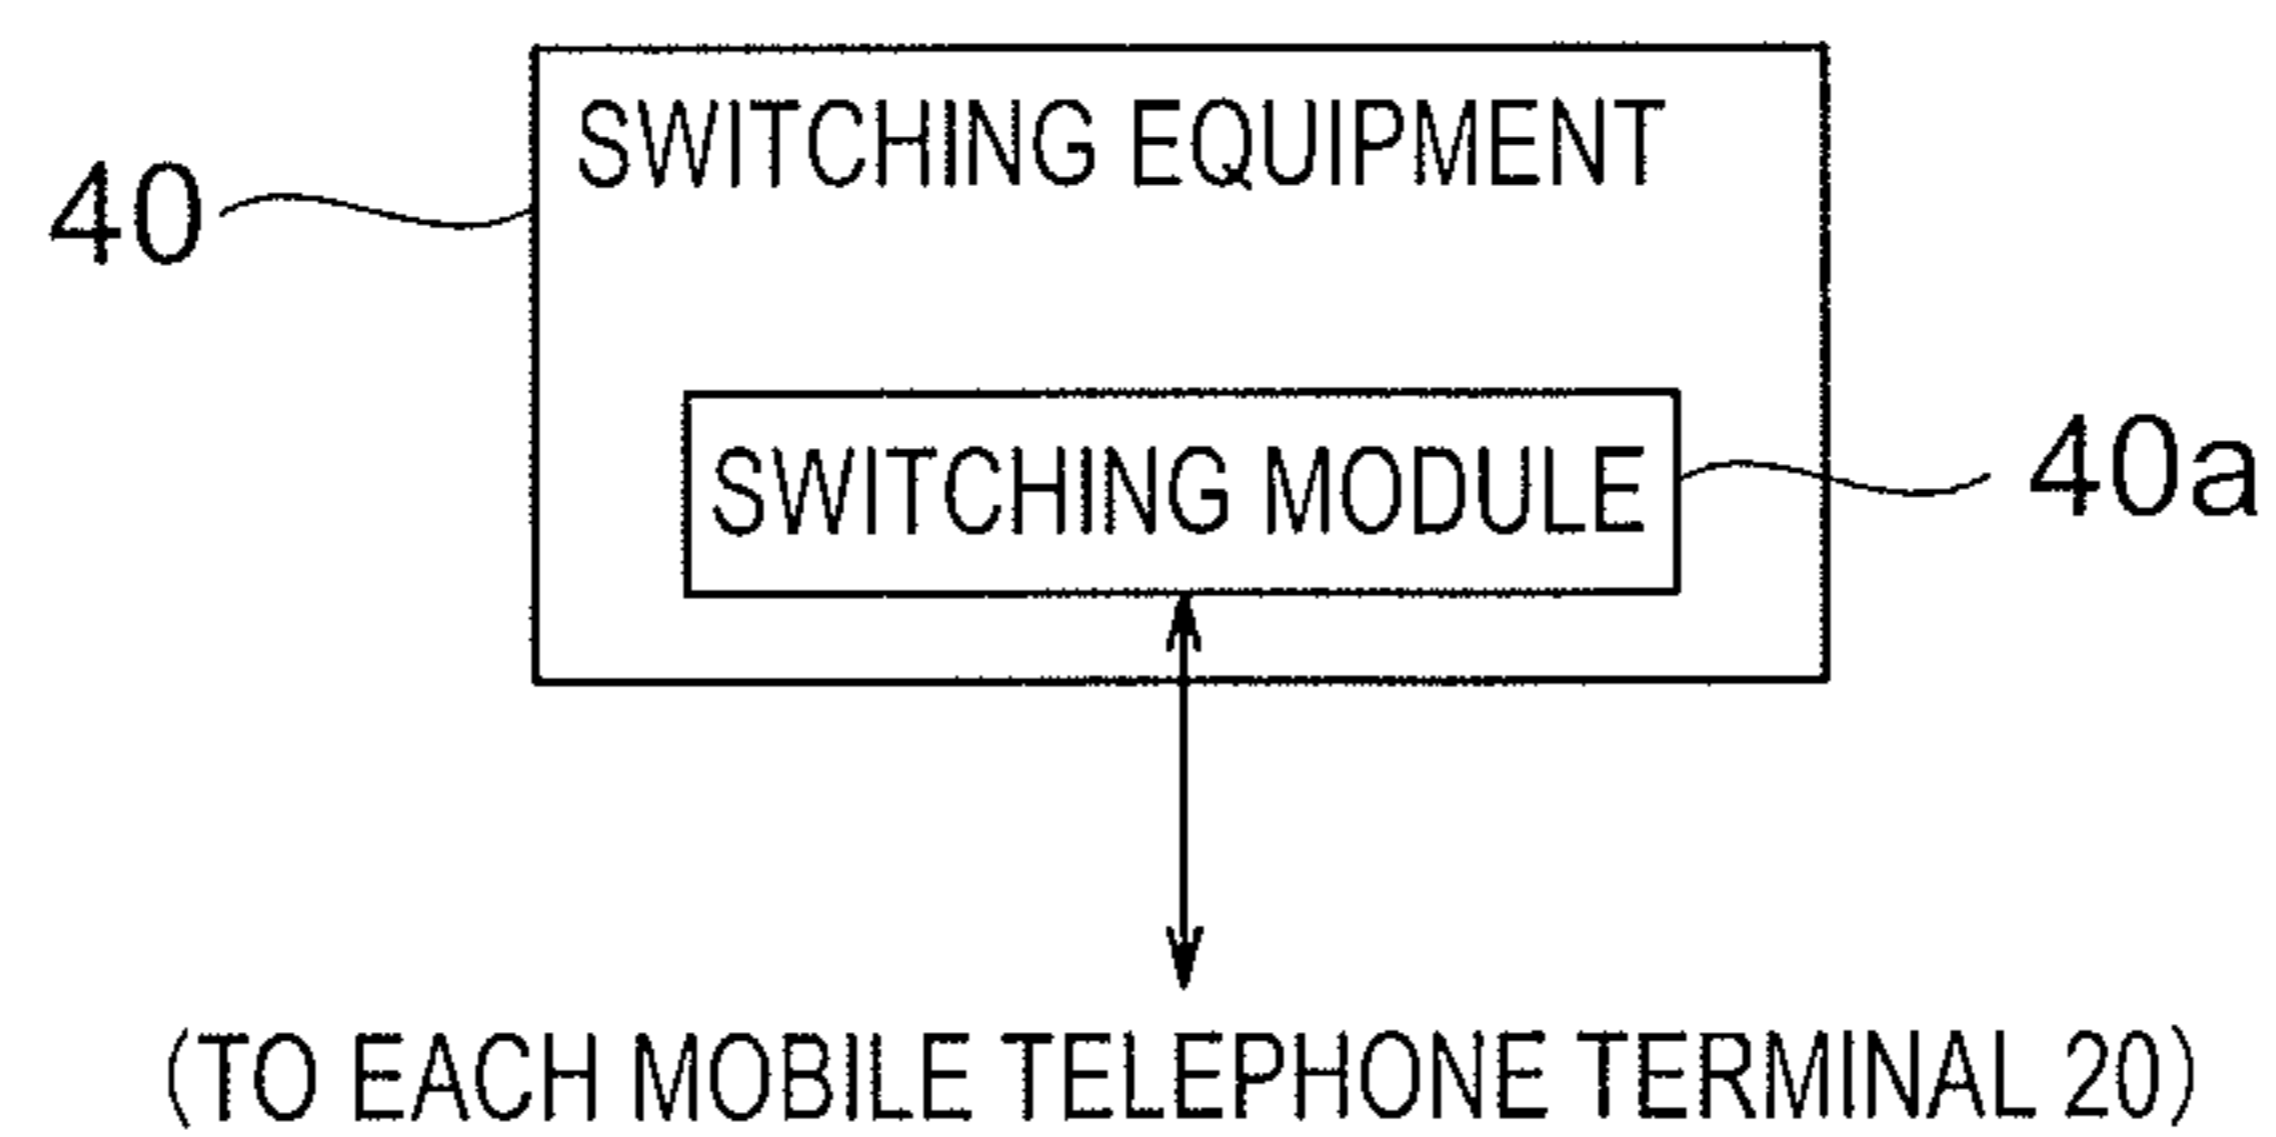 SWITCHING EQUIPMENT
40
SWITCHING MODULE
40a
(TO EACH MOBILE TELEPHONE TERMINAL 20)